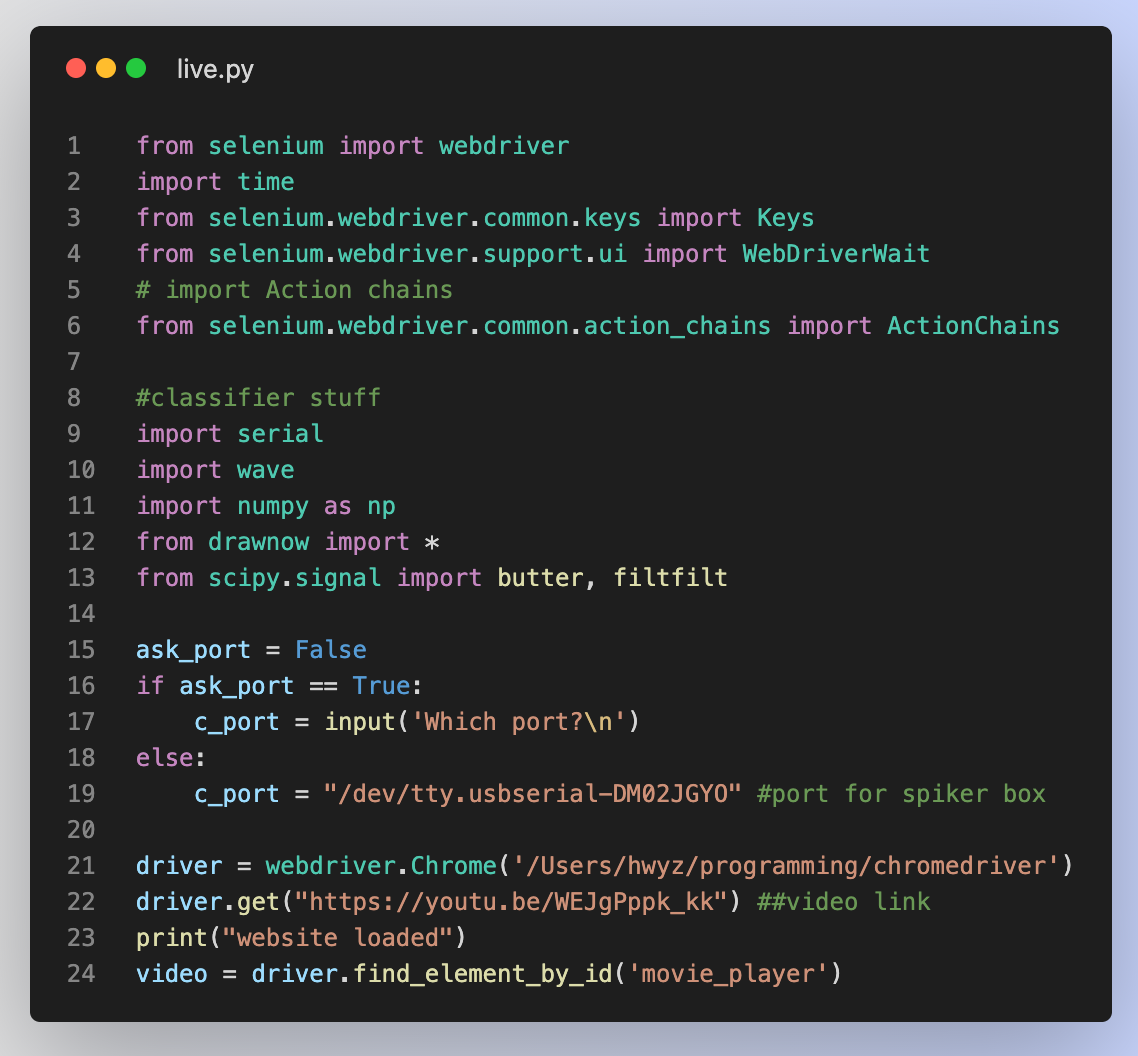 live.py
1 from selenium import webdriver
2 import time
3 from selenium.webdriver.common.keys import Keys
4 from selenium.webdriver.support.ui import WebDriverWait
5 # import Action chains
6 from selenium.webdriver.common.action_chains import ActionChains
7
8 #classifier stuff
9 import serial
10 import wave
11 import numpy as np
12 from drawnow import *
13 from scipy.signal import butter, filtfilt
14
15 ask_port = False
16 if ask_port == True:
17     c_port = input('Which port?\n')
18 else:
19     c_port = "/dev/tty.usbserial-DM02JGYO" #port for spiker box
20
21 driver = webdriver.Chrome('/Users/hwyz/programming/chromedriver')
22 driver.get("https://youtu.be/WEJgPppk_kk") ##video link
23 print("website loaded")
24 video = driver.find_element_by_id('movie_player')